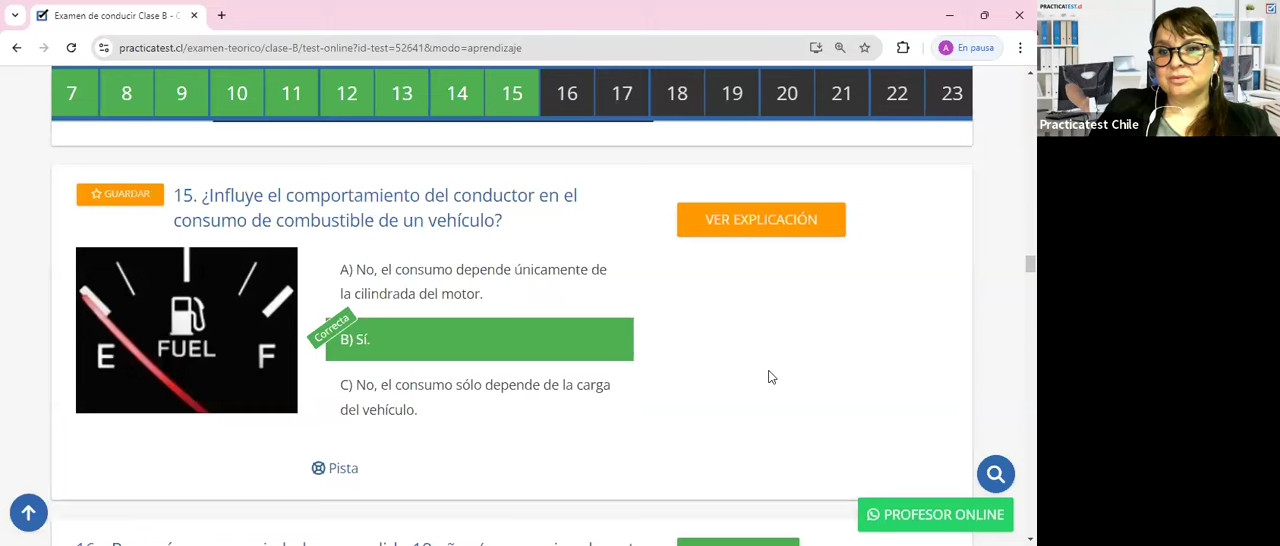 Examen de conducir Clase B - C
practicatest.cl/examen-teorico/clase-B/test-online?id-test=52641&modo=aprendizaje
A
En pausa
PRACTICATEST.cl
Practicatest Chile
7 8 9 10 11 12 13 14 15 16 17 18 19 20 21 22 23
GUARDAR
15. ¿Influye el comportamiento del conductor en el
consumo de combustible de un vehículo?
VER EXPLICACIÓN
E FUEL F
A) No, el consumo depende únicamente de
la cilindrada del motor.
Correcta
B) Sí.
C) No, el consumo sólo depende de la carga
del vehículo.
Pista
PROFESOR ONLINE